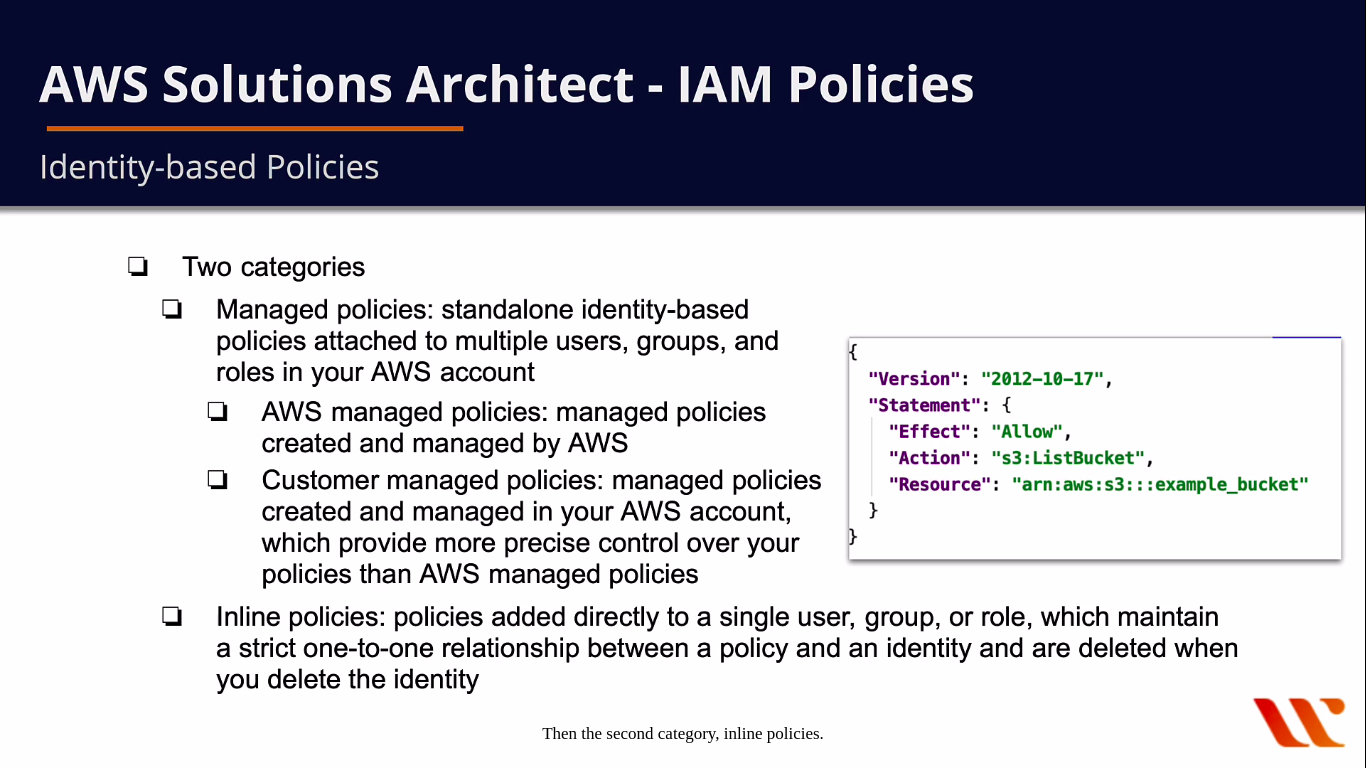 AWS Solutions Architect - IAM Policies
Identity-based Policies
❏ Two categories
❏ Managed policies: standalone identity-based
policies attached to multiple users, groups, and
roles in your AWS account
❏ AWS managed policies: managed policies
created and managed by AWS
❏ Customer managed policies: managed policies
created and managed in your AWS account,
which provide more precise control over your
policies than AWS managed policies
❏ Inline policies: policies added directly to a single user, group, or role, which maintain
a strict one-to-one relationship between a policy and an identity and are deleted when
you delete the identity
{
"Version": "2012-10-17",
"Statement": {
"Effect": "Allow",
"Action": "s3:ListBucket",
"Resource": "arn:aws:s3:::example_bucket"
}
}
Then the second category, inline policies.